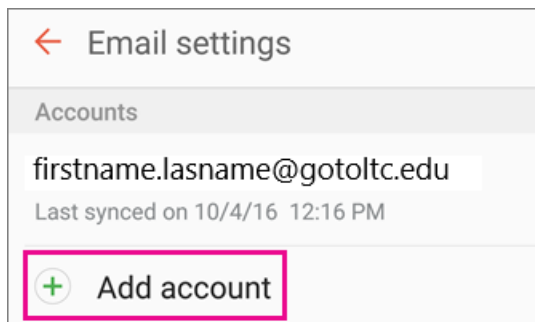 Email settings
Accounts
firstname.lasname@gotoltc.edu
Last synced on 10/4/16 12:16 PM
Add account